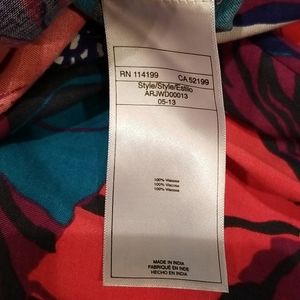 RN 114199 CA 52199
Style/Style/Estilo
ARJWD00013
05-13
100% Viscose
100% Viscose
100% Viscosa
MADE IN INDIA
FABRIQUÉ EN INDE
HECHO EN INDIA